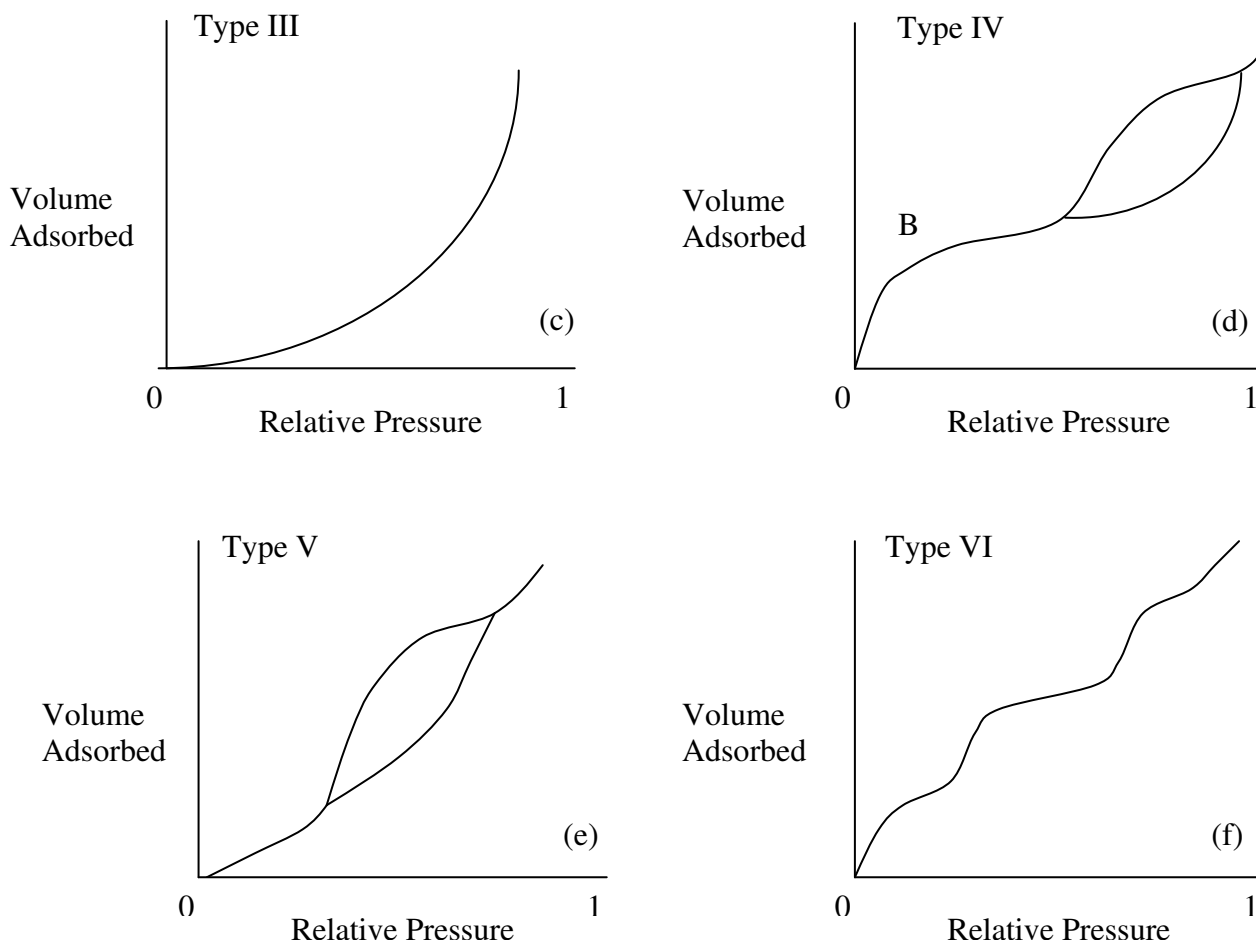 Type III
Volume
Adsorbed
(c)
0
1
Relative Pressure
Type IV
Volume
Adsorbed
B
(d)
0
1
Relative Pressure
Type V
Volume
Adsorbed
(e)
0
1
Relative Pressure
Type VI
Volume
Adsorbed
(f)
0
1
Relative Pressure